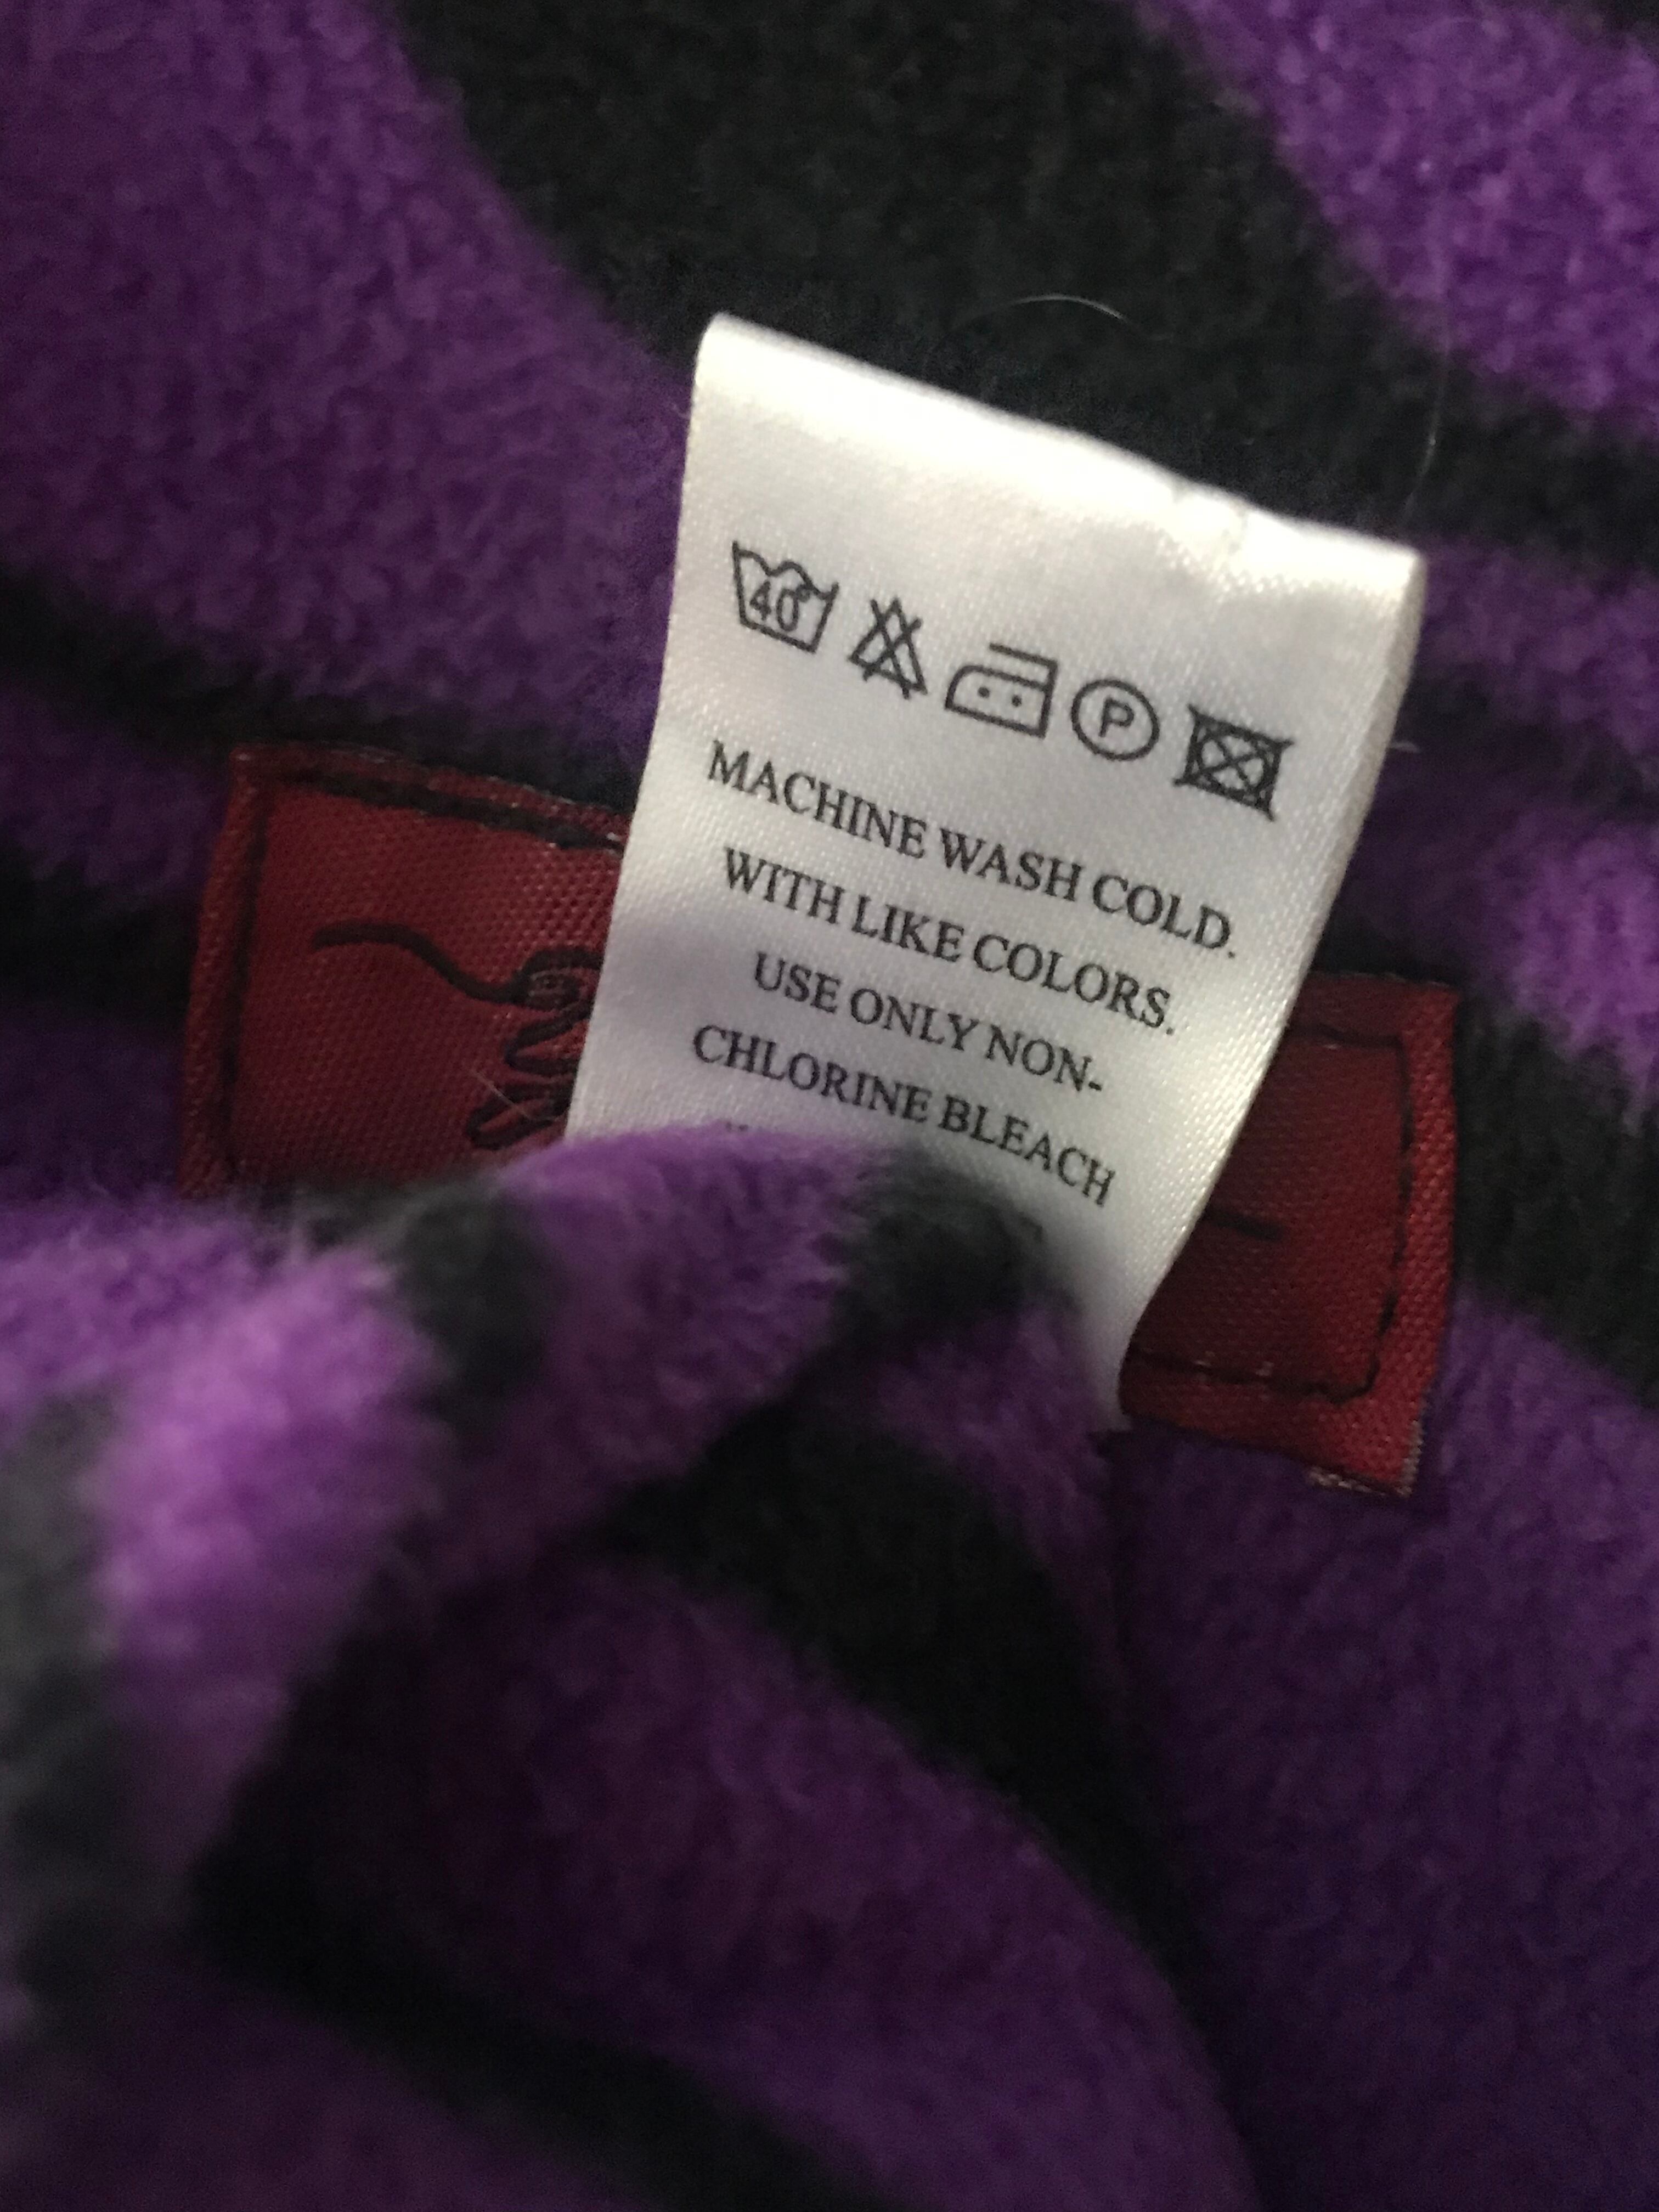 40° P
MACHINE WASH COLD.
WITH LIKE COLORS.
USE ONLY NON-
CHLORINE BLEACH